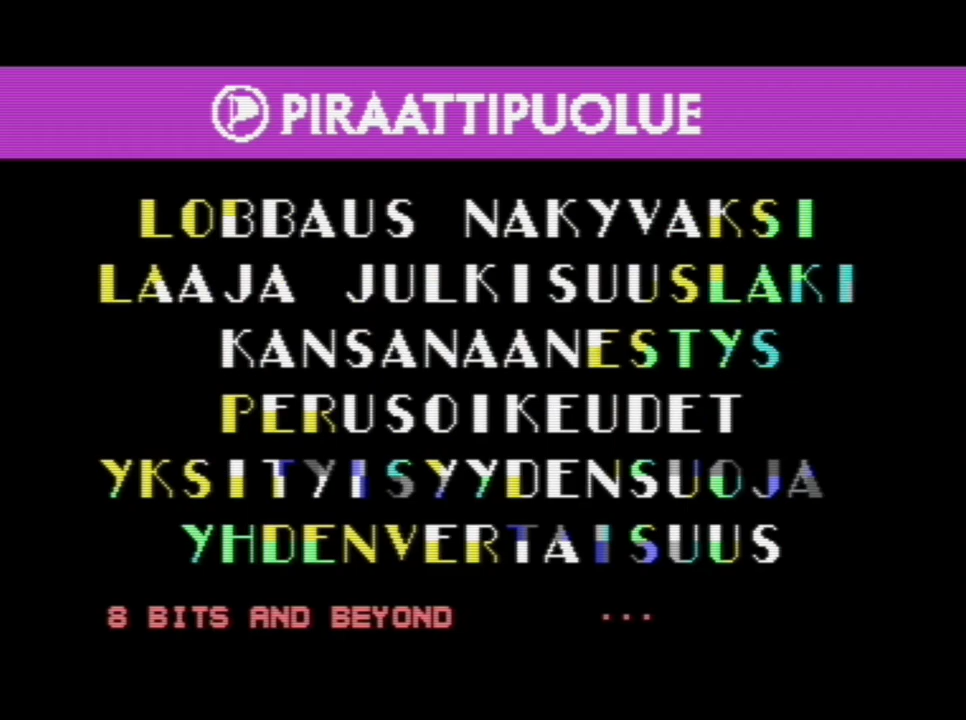 PIRAATTIPUOLUE
LOBBAUS NAKYVAKSI
LAAJA JULKISUUSLAKI
KANSANAANESTYS
PERUSOIKEUDET
YKSITYISYYDENSUOJA
YHDENVERTAISUUS
8 BITS AND BEYOND ...